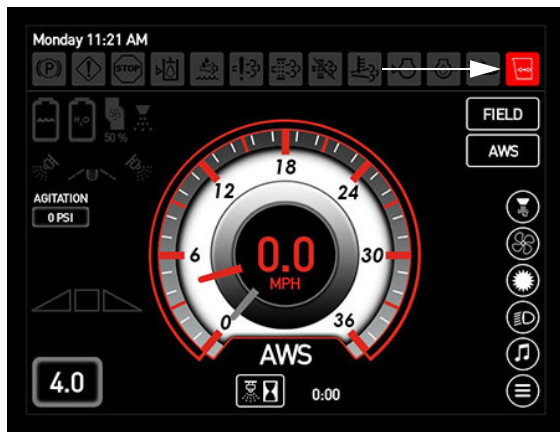 Monday 11:21 AM
(P)
STOP
H₂O
50 %
FIELD
AWS
AGITATION
0 PSI
0
6
12
18
24
30
36
0.0
MPH
AWS
4.0
0:00